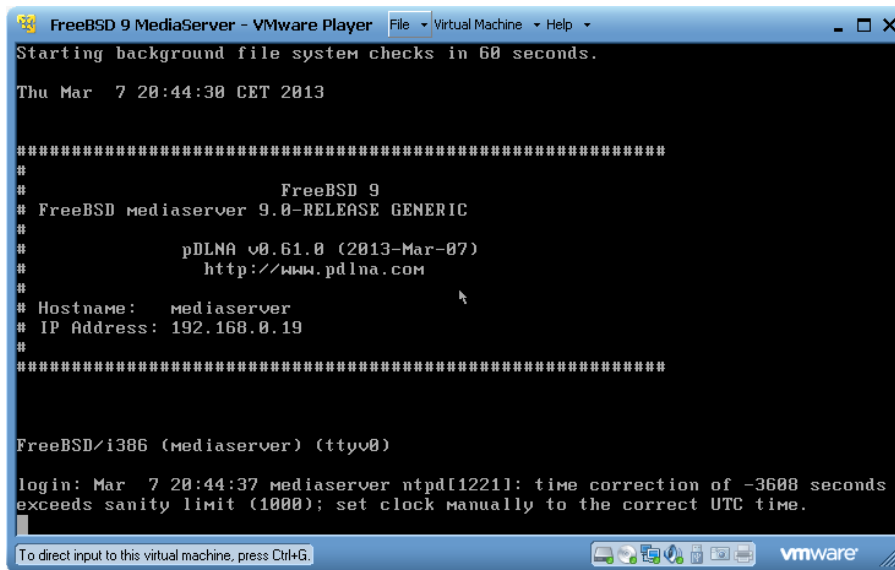 FreeBSD 9 MediaServer - VMware Player File Virtual Machine Help
Starting background file system checks in 60 seconds.
Thu Mar  7 20:44:30 CET 2013
###########################################################
#
#                       FreeBSD 9
# FreeBSD mediaserver 9.0-RELEASE GENERIC
#
#              pDLNA v0.61.0 (2013-Mar-07)
#                http://www.pdlna.com
#
# Hostname:   mediaserver
# IP Address: 192.168.0.19
#
###########################################################
FreeBSD/i386 (mediaserver) (ttyv0)
login: Mar  7 20:44:37 mediaserver ntpd[1221]: time correction of -3608 seconds
exceeds sanity limit (1000); set clock manually to the correct UTC time.
To direct input to this virtual machine, press Ctrl+G. vmware